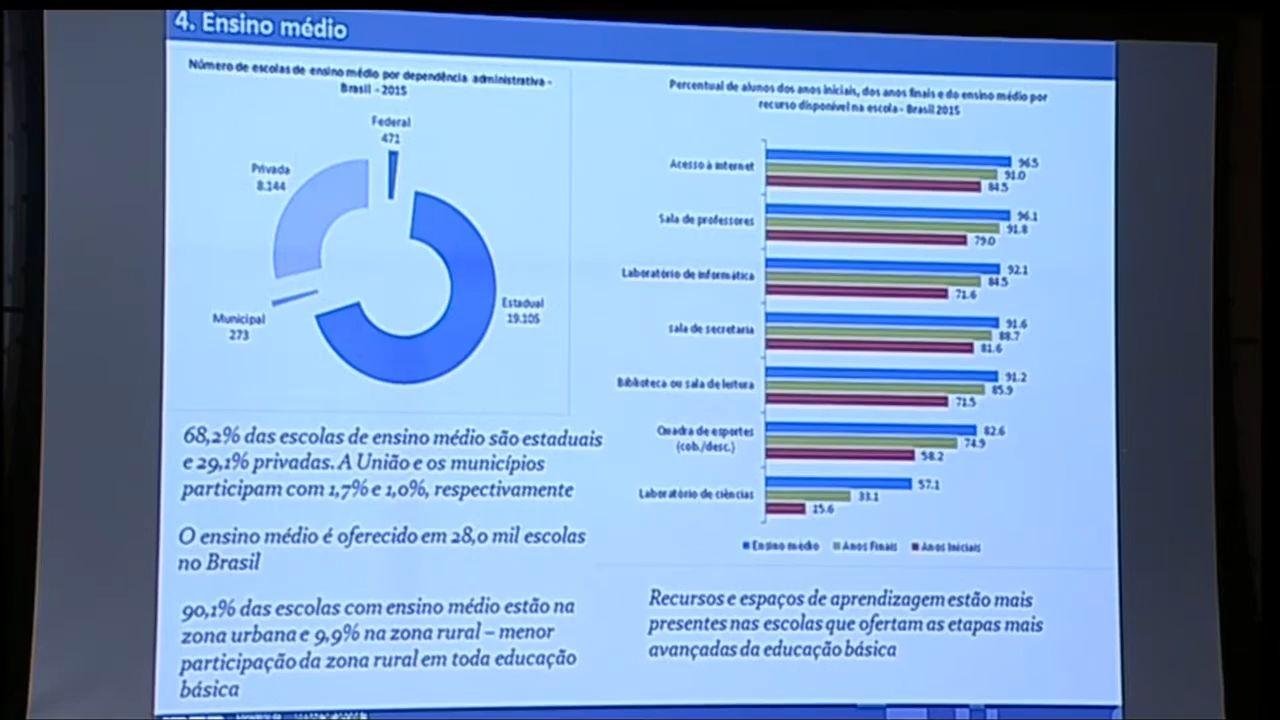 4. Ensino médio
Número de escolas de ensino médio por dependência administrativa -
Brasil - 2015
Federal
471
Privada
8.144
Estadual
19.105
Municipal
273
68,2% das escolas de ensino médio são estaduais
e 29,1% privadas. A União e os municípios
participam com 1,7% e 1,0%, respectivamente
O ensino médio é oferecido em 28,0 mil escolas
no Brasil
90,1% das escolas com ensino médio estão na
zona urbana e 9,9% na zona rural – menor
participação da zona rural em toda educação
básica
Percentual de alunos dos anos iniciais, dos anos finais e do ensino médio por
recurso disponível na escola - Brasil 2015
Acesso à internet
96.5
91.0
84.5
Sala de professores
96.1
91.8
79.0
Laboratório de informática
92.1
84.5
71.6
sala de secretaria
91.6
88.7
81.6
Biblioteca ou sala de leitura
91.2
85.9
71.5
Quadra de esportes
(cob./desc.)
82.6
74.9
58.2
Laboratório de ciências
57.1
33.1
15.6
Ensino médio Anos Finais Anos Iniciais
Recursos e espaços de aprendizagem estão mais
presentes nas escolas que ofertam as etapas mais
avançadas da educação básica